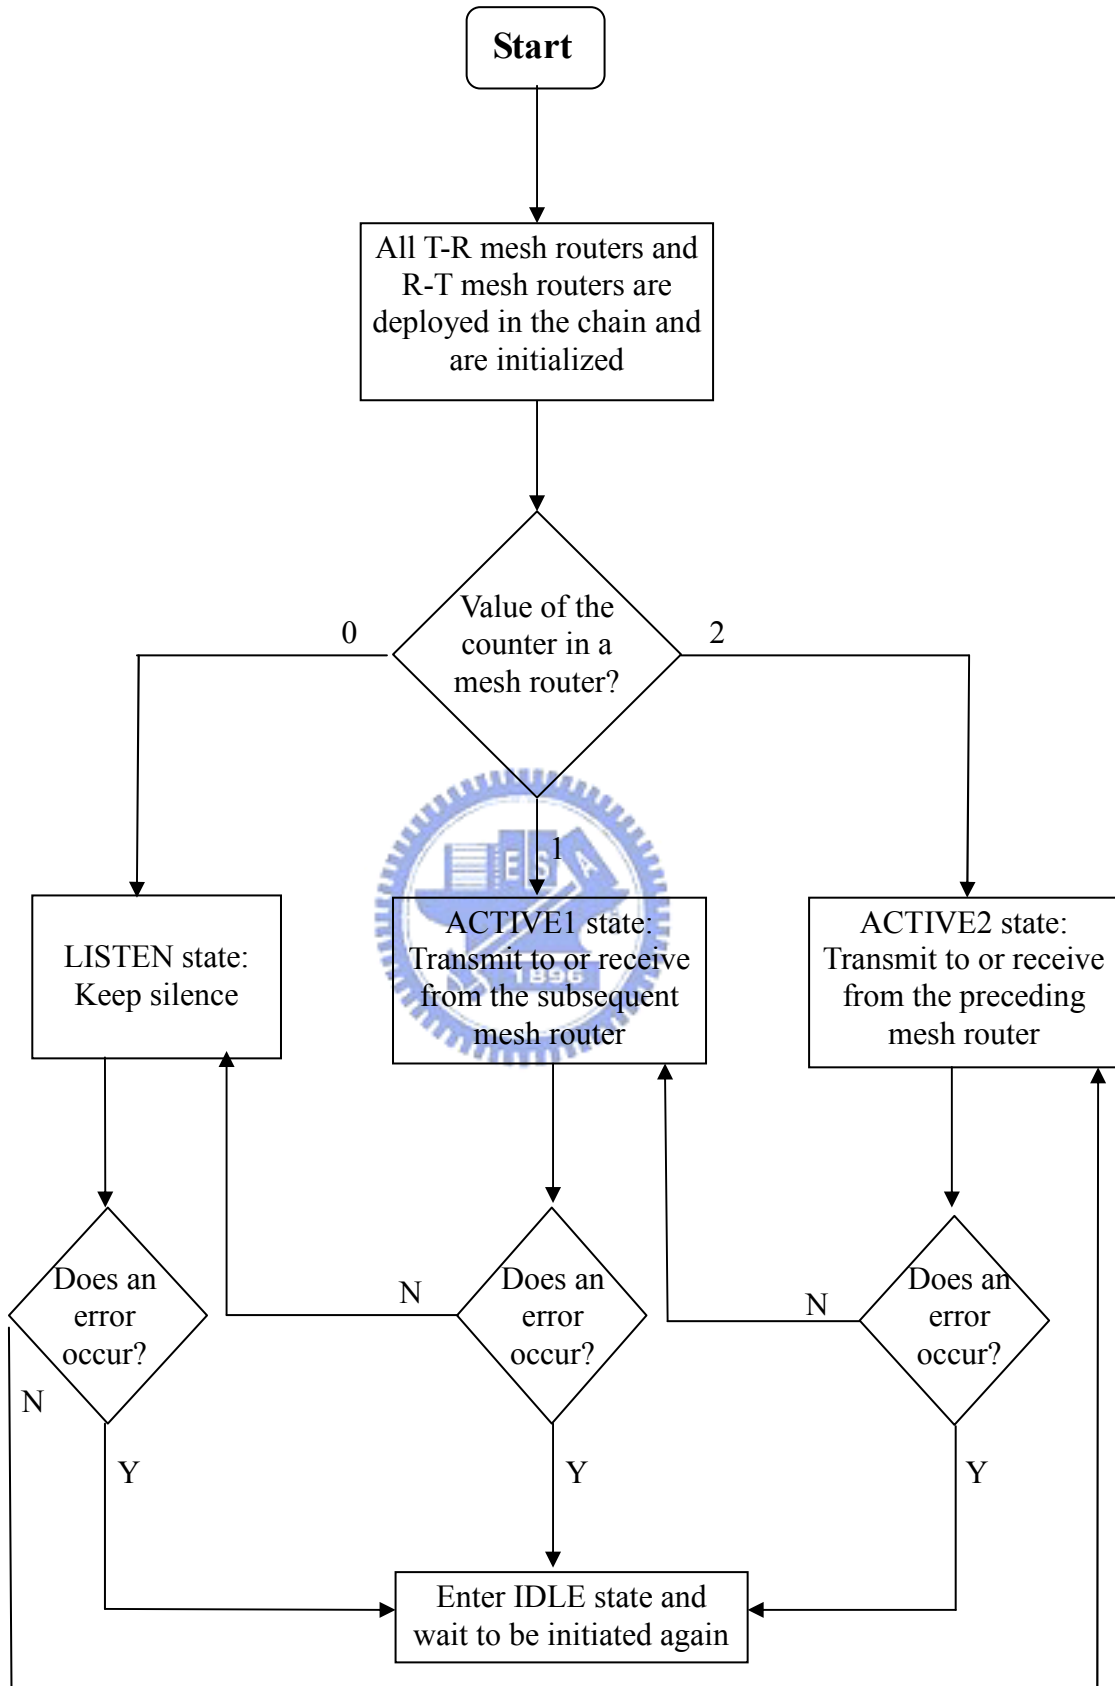 Start
All T-R mesh routers and
R-T mesh routers are
deployed in the chain and
are initialized
Value of the
counter in a
mesh router?
0
2
1
E S A
1896
LISTEN state:
Keep silence
ACTIVE1 state:
Transmit to or receive
from the subsequent
mesh router
ACTIVE2 state:
Transmit to or receive
from the preceding
mesh router
Does an
error
occur?
N
Y
Does an
error
occur?
N
Y
Does an
error
occur?
N
Y
Enter IDLE state and
wait to be initiated again